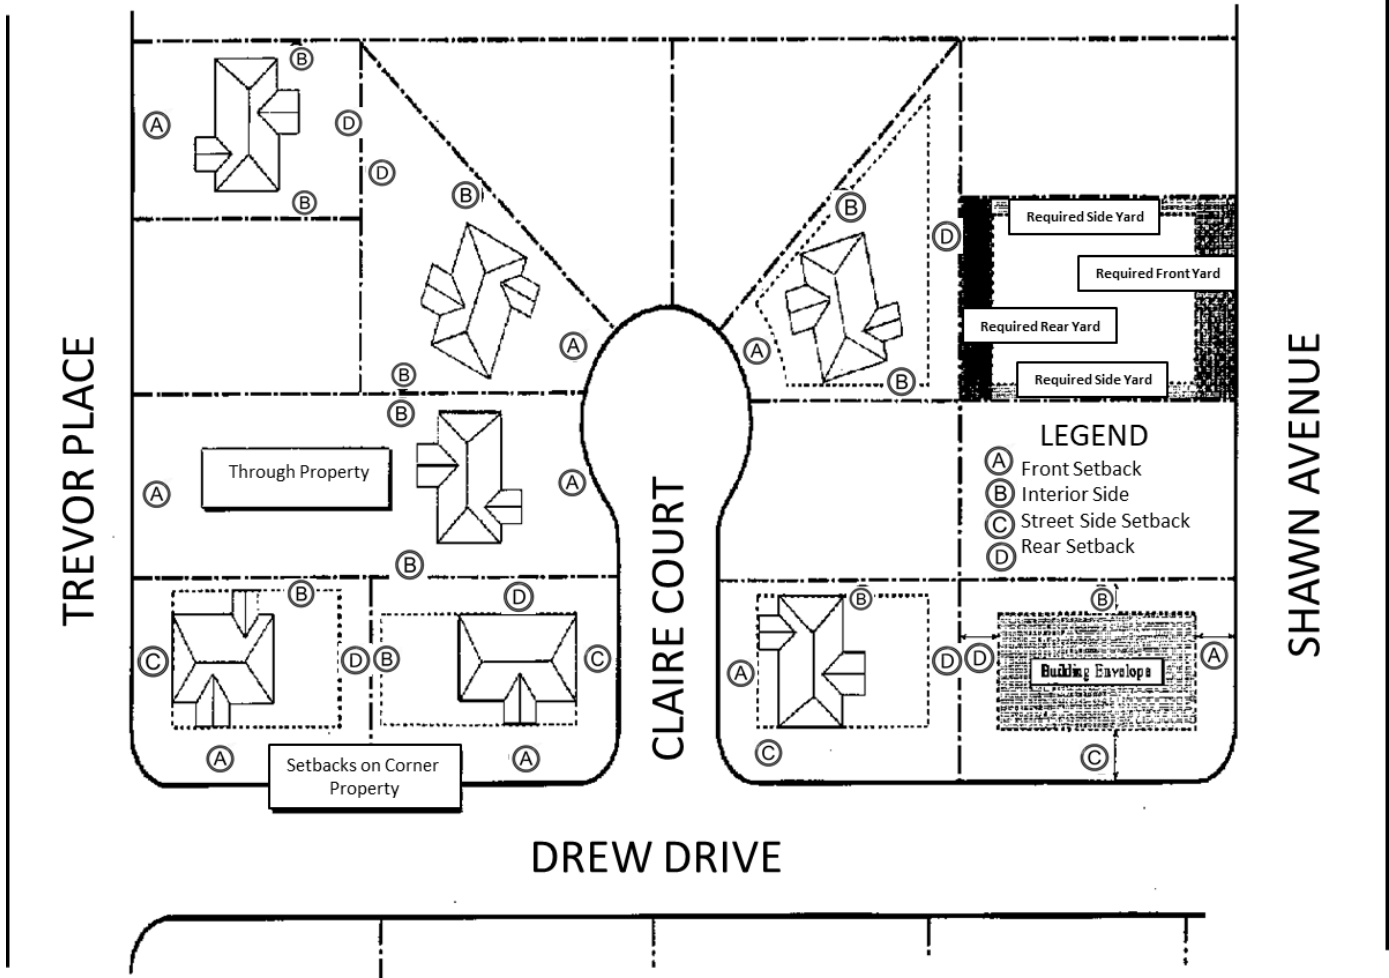 B
A
D
D
B
B
B
D
Required Side Yard
Required Front Yard
Required Rear Yard
Required Side Yard
A
A
B
B
B
TREVOR PLACE
SHAWN AVENUE
CLAIRE COURT
Through Property
A
A
B
LEGEND
A Front Setback
B Interior Side
C Street Side Setback
D Rear Setback
B
D
B
B
C
D
B
C
A
D
D
Building Envelope
A
A
A
C
C
Setbacks on Corner
Property
DREW DRIVE